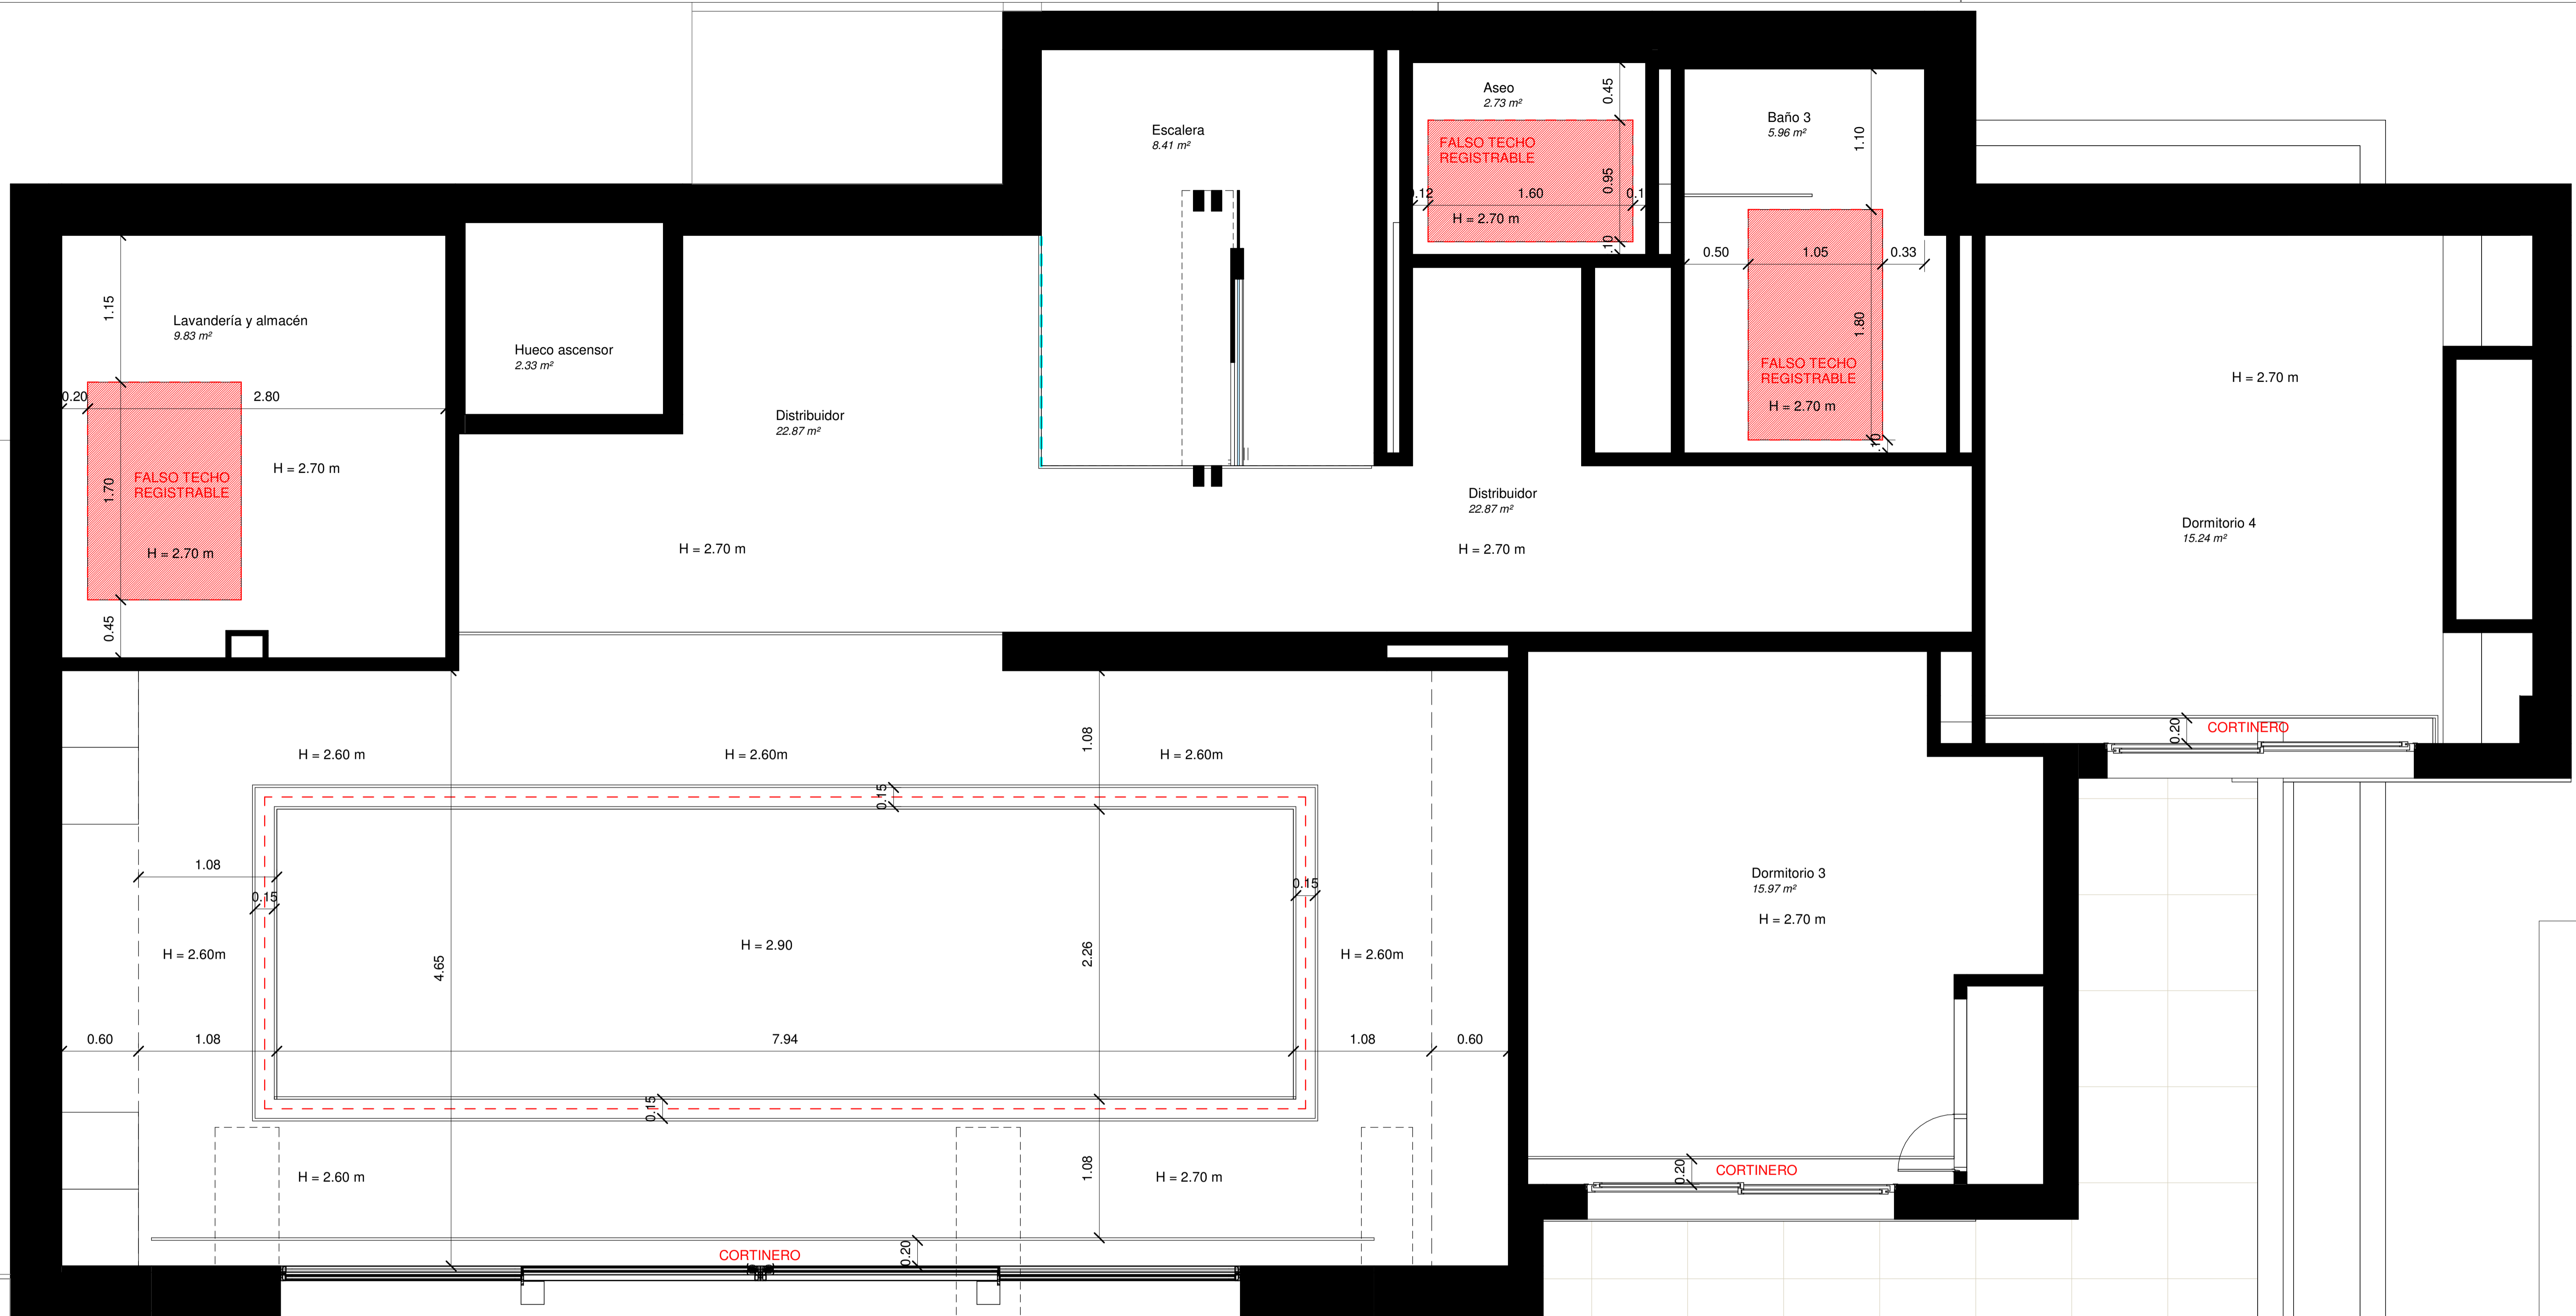 Escalera
8.41 m²
Aseo
2.73 m²
0.45
FALSO TECHO
REGISTRABLE
0.95
0.12
1.60
0.1
H = 2.70 m
.10
Baño 3
5.96 m²
1.10
0.50
1.05
0.33
1.80
FALSO TECHO
REGISTRABLE
H = 2.70 m
.10
Lavandería y almacén
9.83 m²
1.15
0.20
2.80
1.70
FALSO TECHO
REGISTRABLE
H = 2.70 m
H = 2.70 m
0.45
Hueco ascensor
2.33 m²
Distribuidor
22.87 m²
H = 2.70 m
Distribuidor
22.87 m²
H = 2.70 m
H = 2.70 m
Dormitorio 4
15.24 m²
0.20
CORTINERO
H = 2.60 m
H = 2.60m
H = 2.60m
1.08
0.15
1.08
0.15
0.15
H = 2.60m
H = 2.90
4.65
2.26
H = 2.60m
0.60
1.08
7.94
1.08
0.60
0.15
H = 2.60 m
1.08
H = 2.70 m
CORTINERO
0.20
Dormitorio 3
15.97 m²
H = 2.70 m
0.20
CORTINERO